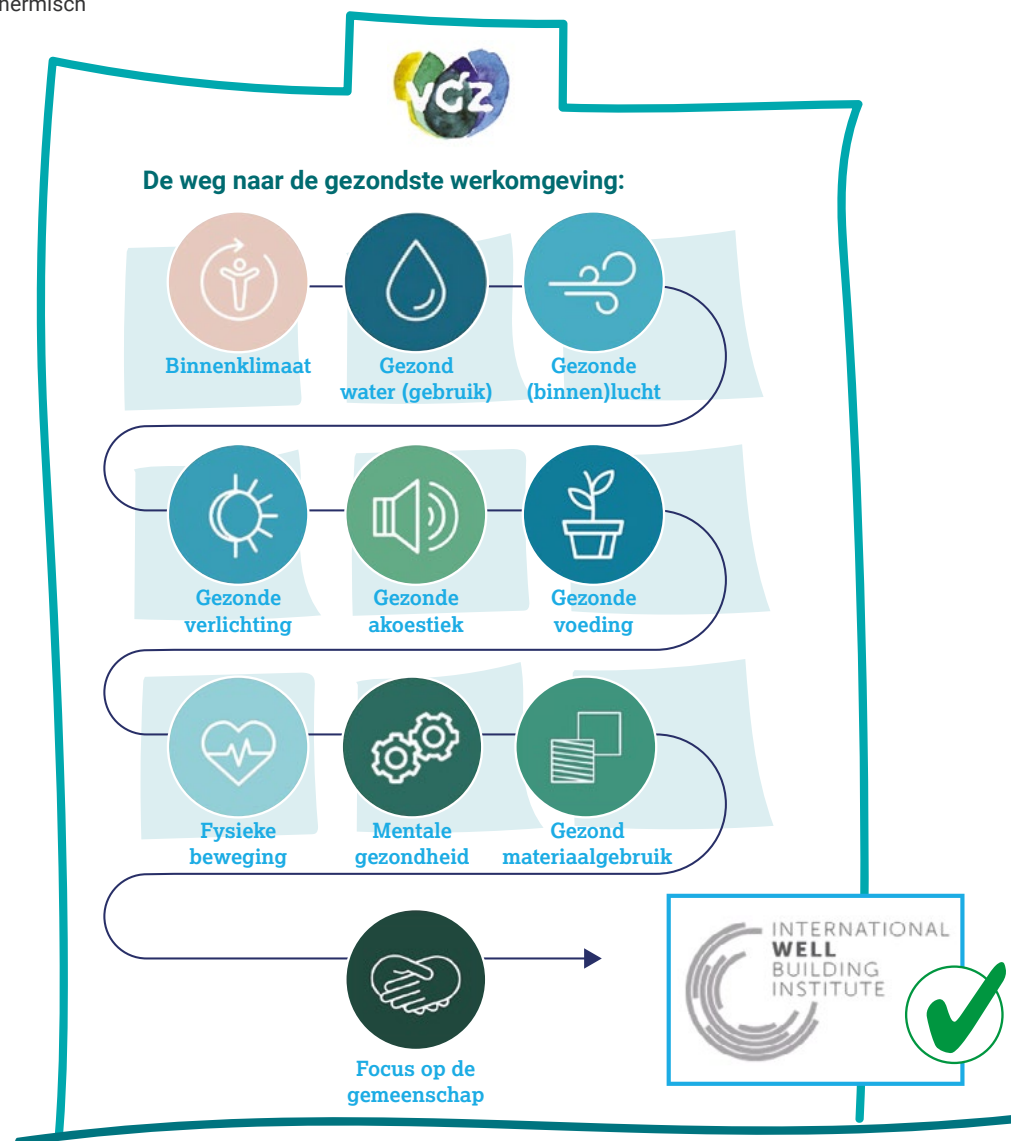 hermisch
vGz
De weg naar de gezondste werkomgeving:
Binnenklimaat
Gezond
water (gebruik)
Gezonde
(binnen)lucht
Gezonde
verlichting
Gezonde
akoestiek
Gezonde
voeding
Fysieke
beweging
Mentale
gezondheid
Gezond
materiaalgebruik
Focus op de
gemeenschap
INTERNATIONAL
WELL
BUILDING
INSTITUTE